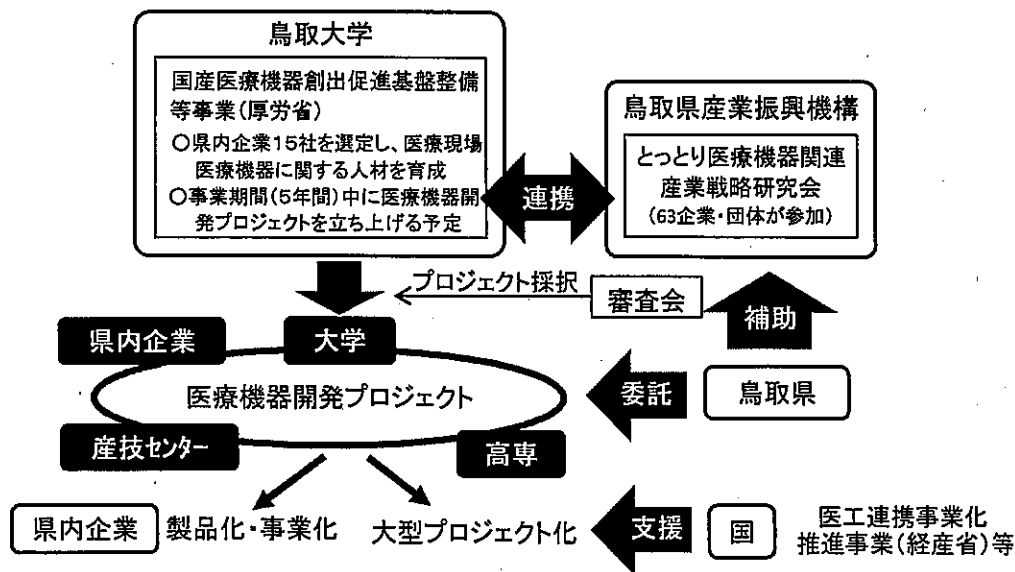 鳥取大学
国産医療機器創出促進基盤整備
等事業(厚労省)
○県内企業15社を選定し、医療現場
医療機器に関する人材を育成
○事業期間(5年間)中に医療機器開
発プロジェクトを立ち上げる予定
連携
鳥取県産業振興機構
とっとり医療機器関連
産業戦略研究会
(63企業・団体が参加)
プロジェクト採択
審査会
補助
県内企業
大学
医療機器開発プロジェクト
委託
鳥取県
産技センター
高専
県内企業
製品化・事業化
大型プロジェクト化
支援
国
医工連携事業化
推進事業(経産省)等